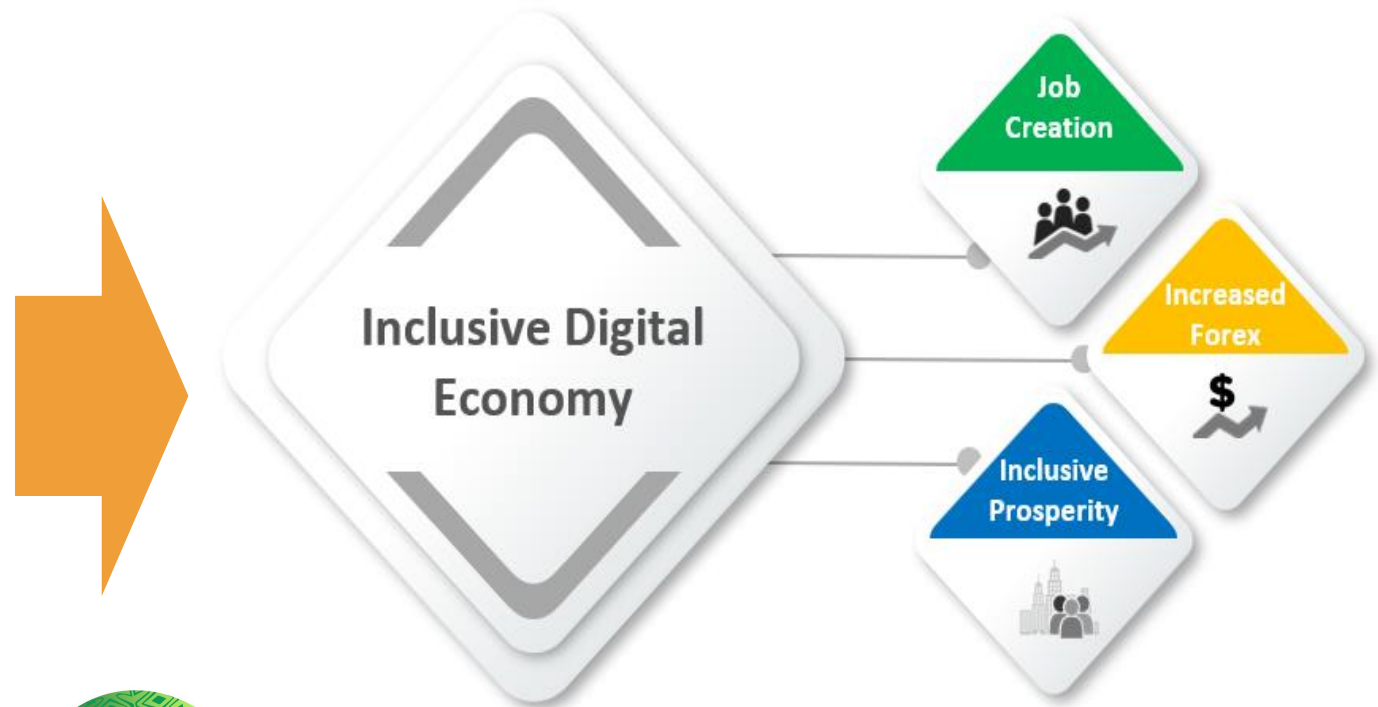 Inclusive Digital
Economy
Job
Creation
Increased
Forex
$
Inclusive
Prosperity